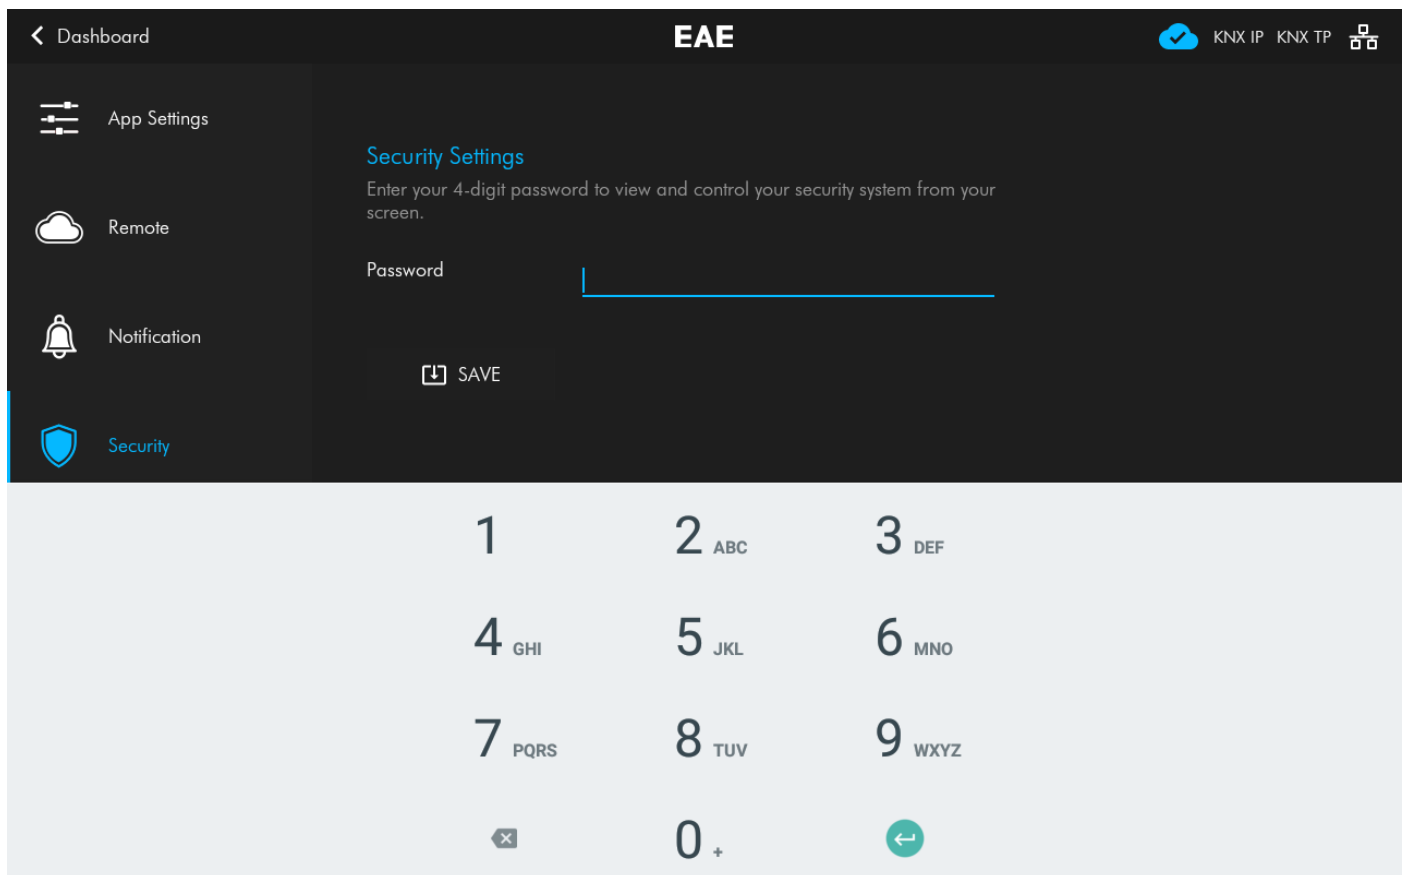 Dashboard
EAE
KNX IP KNX TP
App Settings
Remote
Notification
Security
Security Settings
Enter your 4-digit password to view and control your security system from your
screen.
Password
SAVE
1
2 ABC
3 DEF
4 GHI
5 JKL
6 MNO
7 PQRS
8 TUV
9 WXYZ
0 +